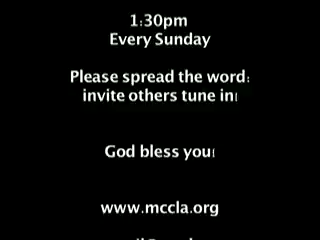 1:30pm
Every Sunday
Please spread the word:
invite others tune in!
God bless you!
www.mccla.org